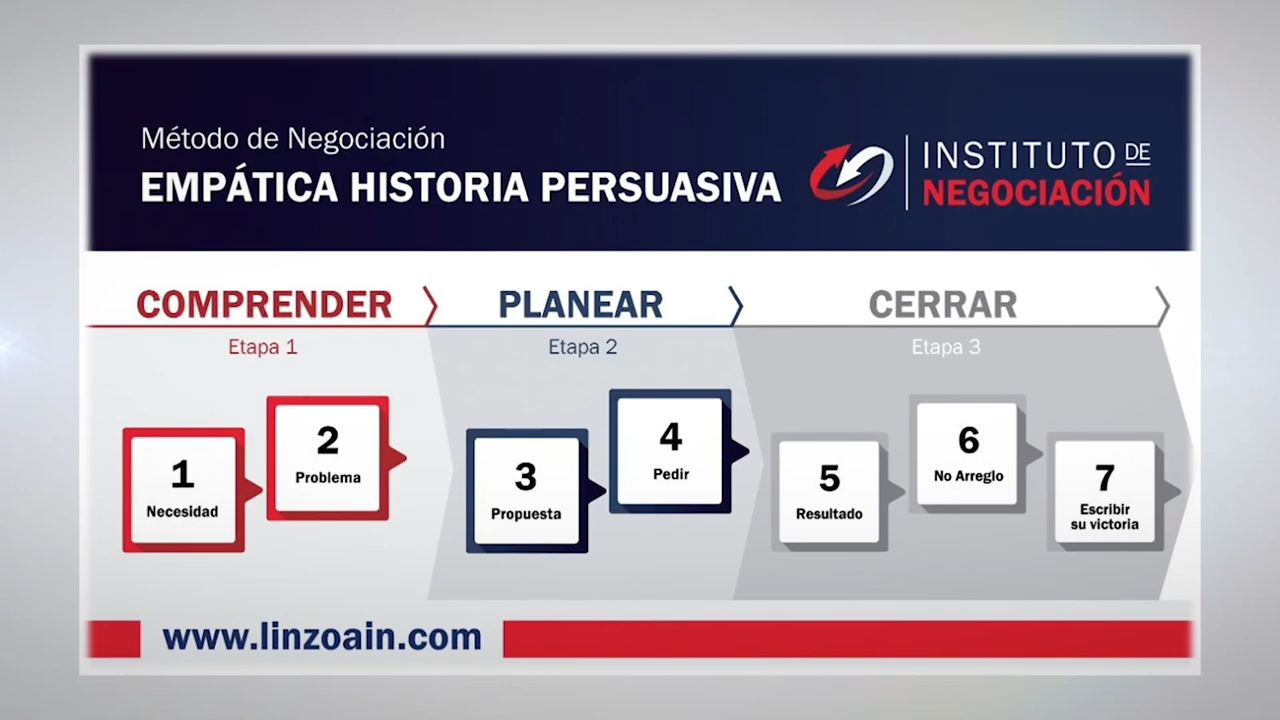 Método de Negociación
EMPÁTICA HISTORIA PERSUASIVA
INSTITUTO DE
NEGOCIACIÓN
COMPRENDER
Etapa 1
PLANEAR
Etapa 2
CERRAR
Etapa 3
1
Necesidad
2
Problema
3
Propuesta
4
Pedir
5
Resultado
6
No Arreglo
7
Escribir
su victoria
www.linzoain.com